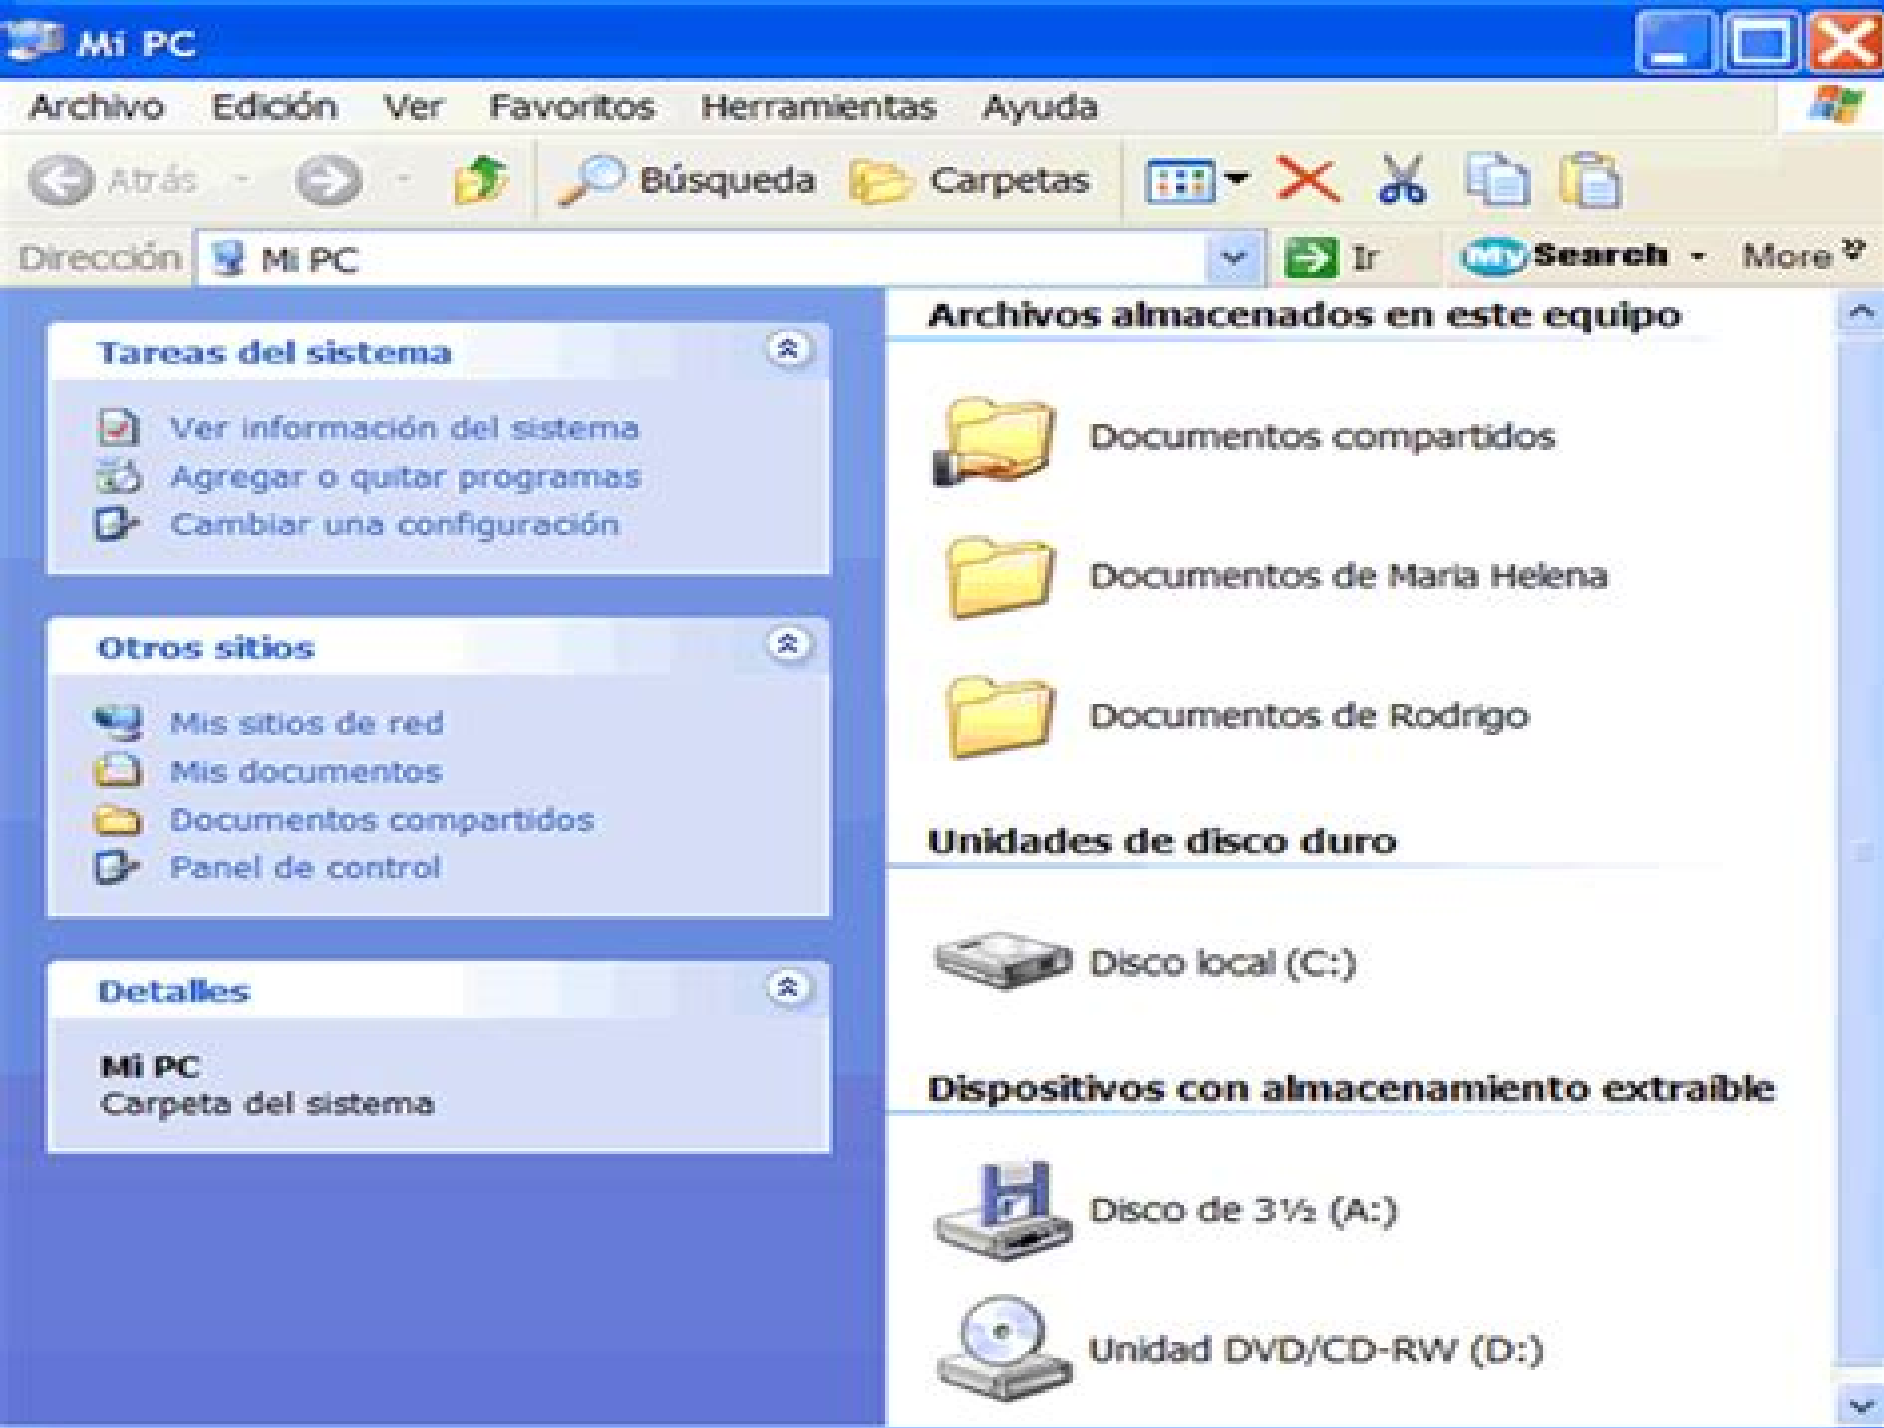 Mi PC
Archivo Edición Ver Favoritos Herramientas Ayuda
Atrás Búsqueda Carpetas
Dirección Mi PC Ir My Search More
Tareas del sistema
Ver información del sistema
Agregar o quitar programas
Cambiar una configuración
Otros sitios
Mis sitios de red
Mis documentos
Documentos compartidos
Panel de control
Detalles
Mi PC
Carpeta del sistema
Archivos almacenados en este equipo
Documentos compartidos
Documentos de Maria Helena
Documentos de Rodrigo
Unidades de disco duro
Disco local (C:)
Dispositivos con almacenamiento extraíble
Disco de 3½ (A:)
Unidad DVD/CD-RW (D:)